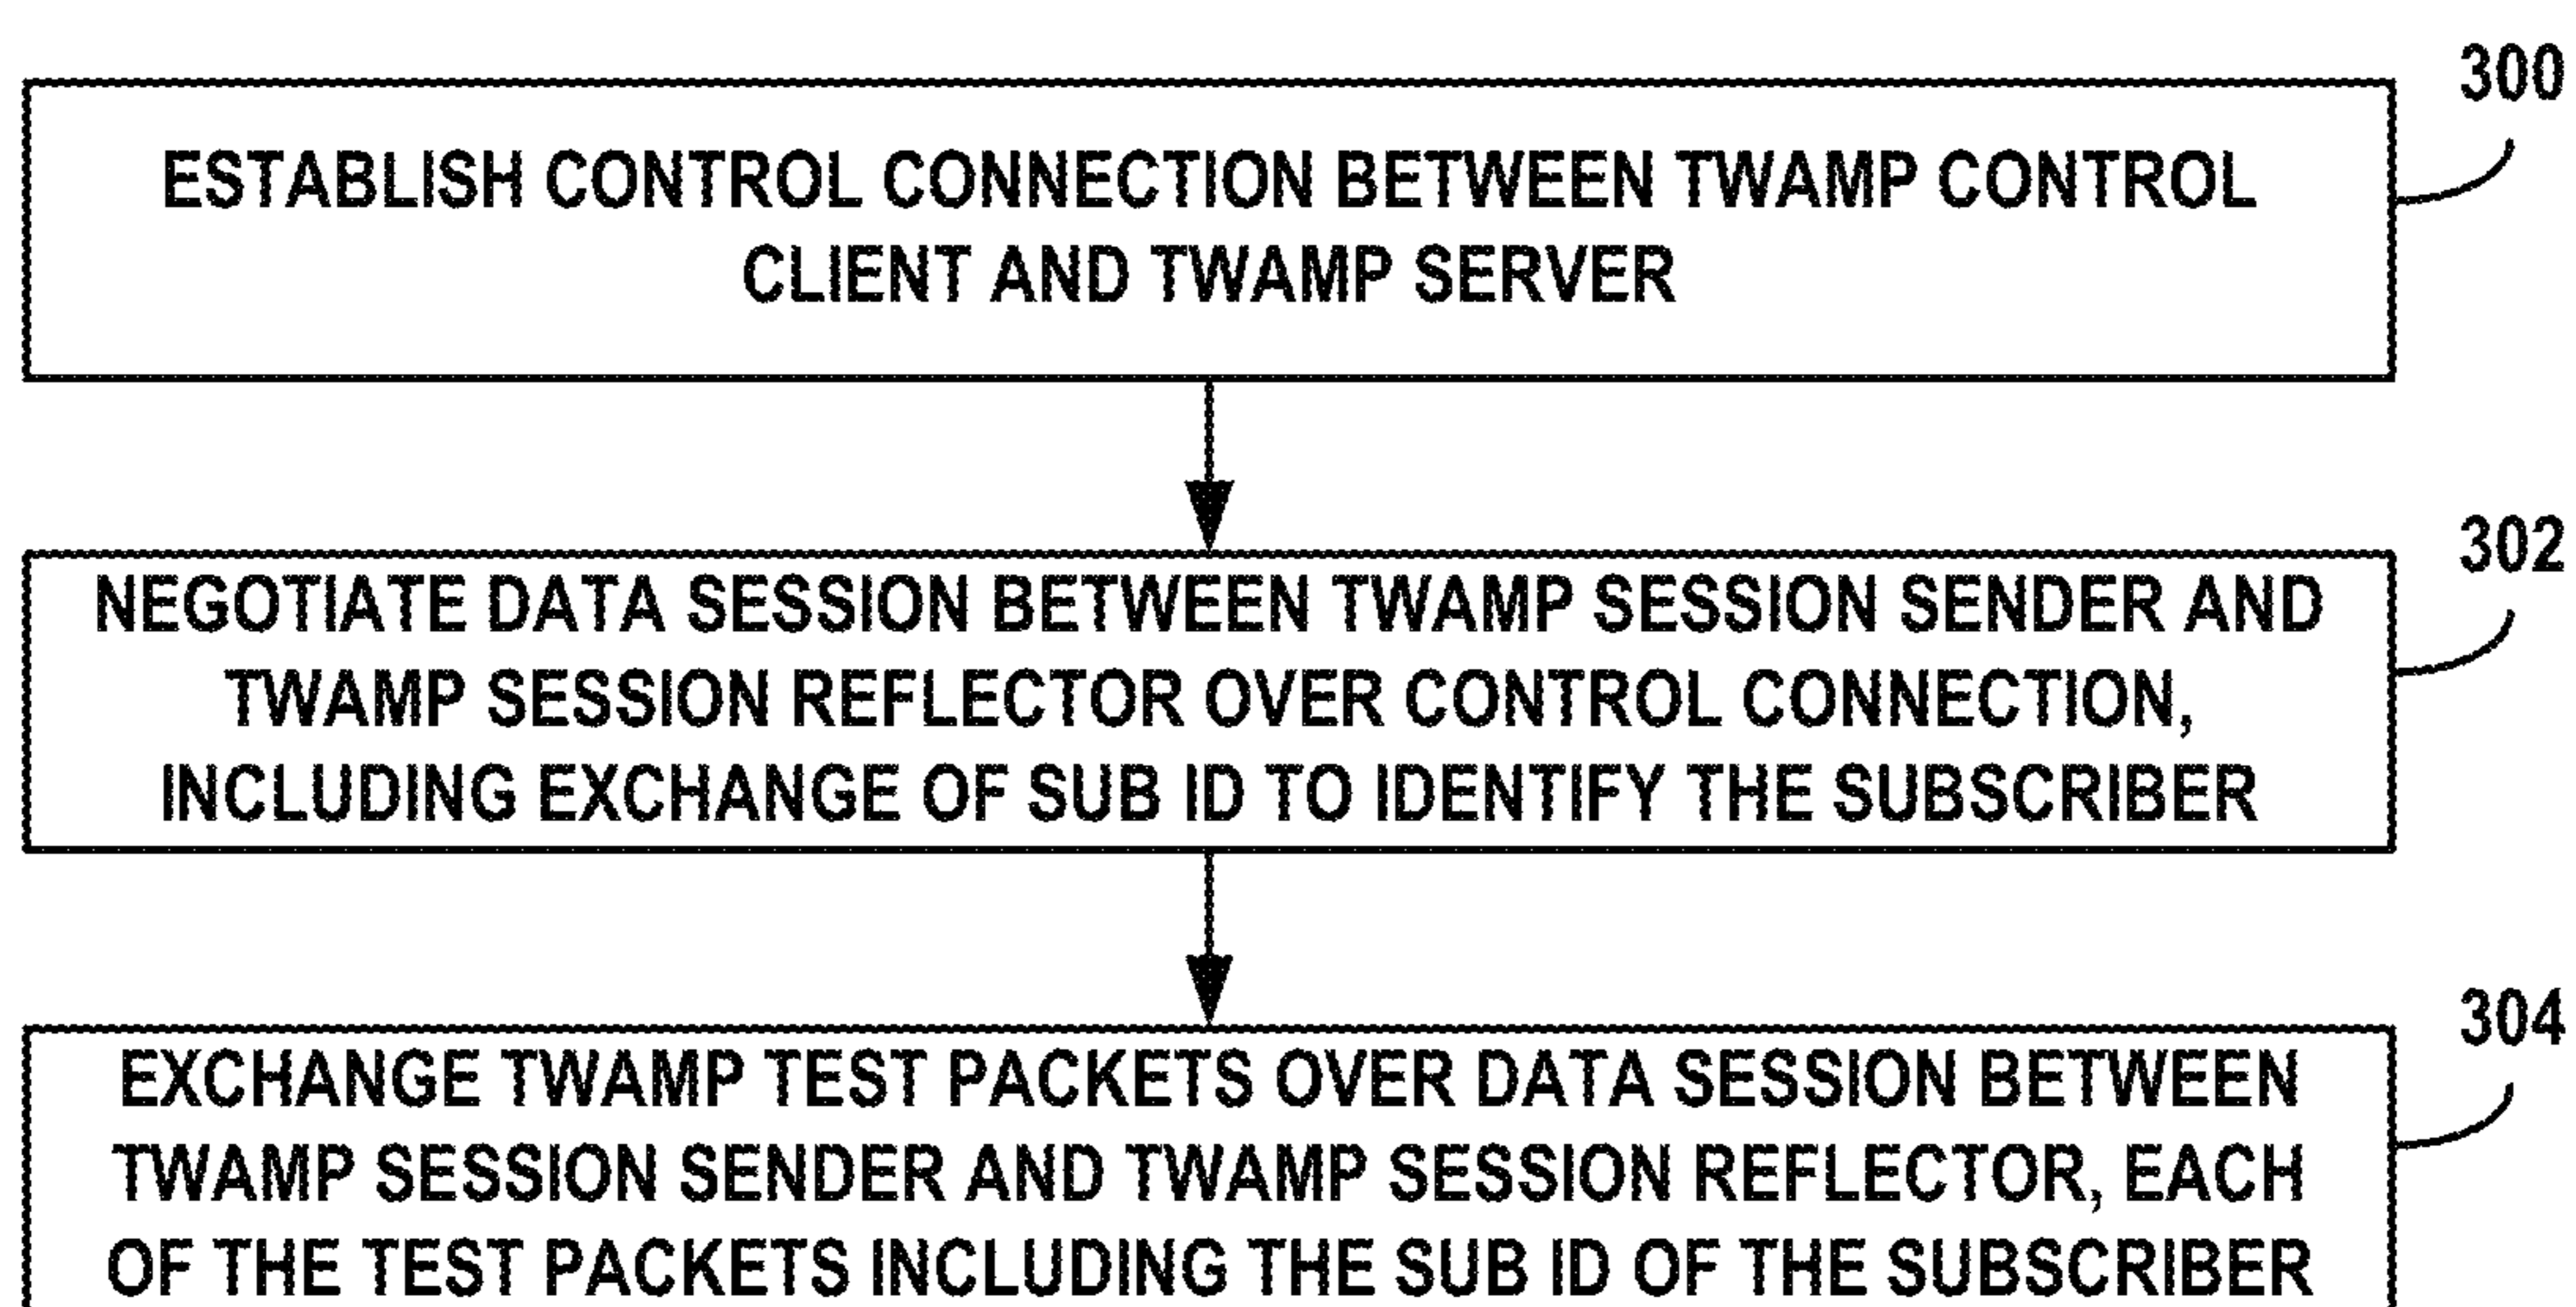 300
ESTABLISH CONTROL CONNECTION BETWEEN TWAMP CONTROL
CLIENT AND TWAMP SERVER
302
NEGOTIATE DATA SESSION BETWEEN TWAMP SESSION SENDER AND
TWAMP SESSION REFLECTOR OVER CONTROL CONNECTION,
INCLUDING EXCHANGE OF SUB ID TO IDENTIFY THE SUBSCRIBER
304
EXCHANGE TWAMP TEST PACKETS OVER DATA SESSION BETWEEN
TWAMP SESSION SENDER AND TWAMP SESSION REFLECTOR, EACH
OF THE TEST PACKETS INCLUDING THE SUB ID OF THE SUBSCRIBER